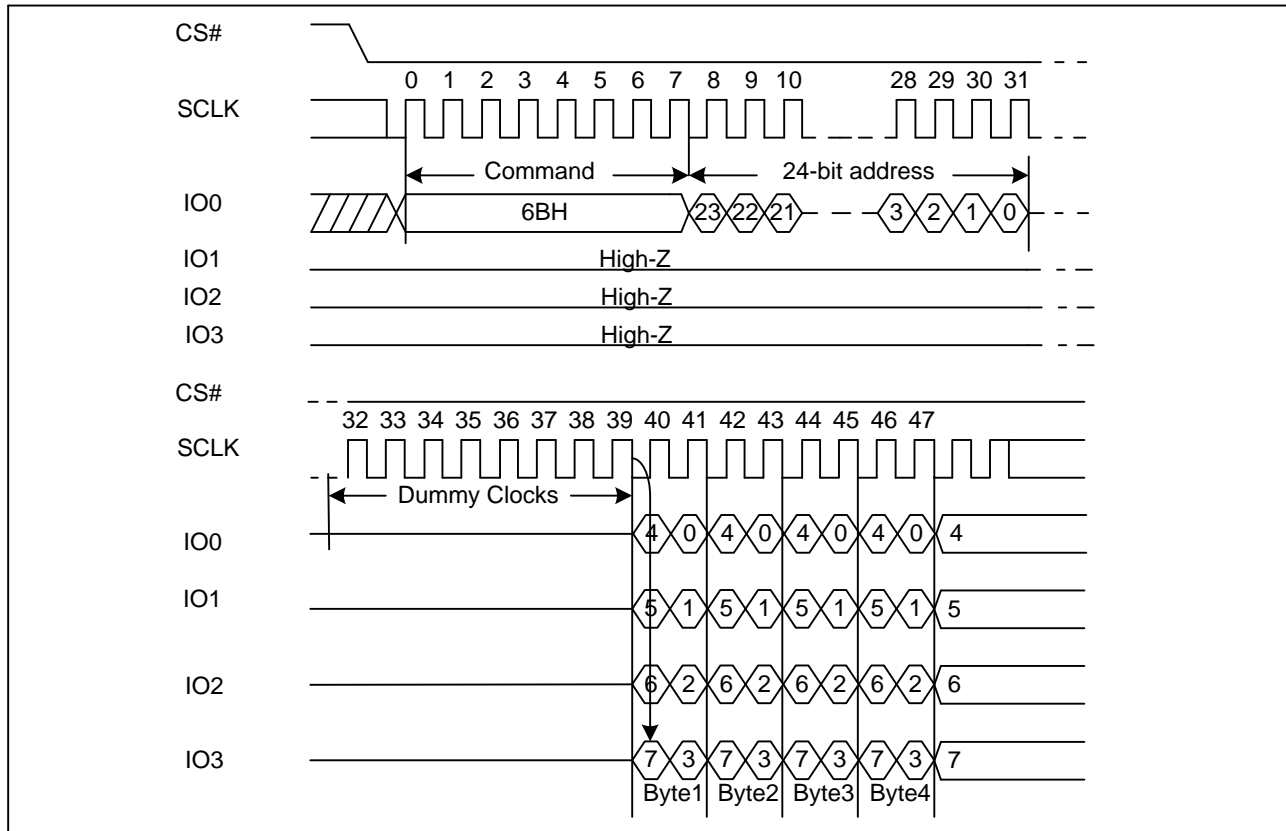 CS#
0 1 2 3 4 5 6 7 8 9 10 28 29 30 31
SCLK
Command 24-bit address
IO0 6BH 23 22 21 3 2 1 0
IO1 High-Z
IO2 High-Z
IO3 High-Z
CS#
32 33 34 35 36 37 38 39 40 41 42 43 44 45 46 47
SCLK
Dummy Clocks
IO0 4 0 4 0 4 0 4 0 4
IO1 5 1 5 1 5 1 5 1 5
IO2 6 2 6 2 6 2 6 2 6
IO3 7 3 7 3 7 3 7 3 7
Byte1 Byte2 Byte3 Byte4